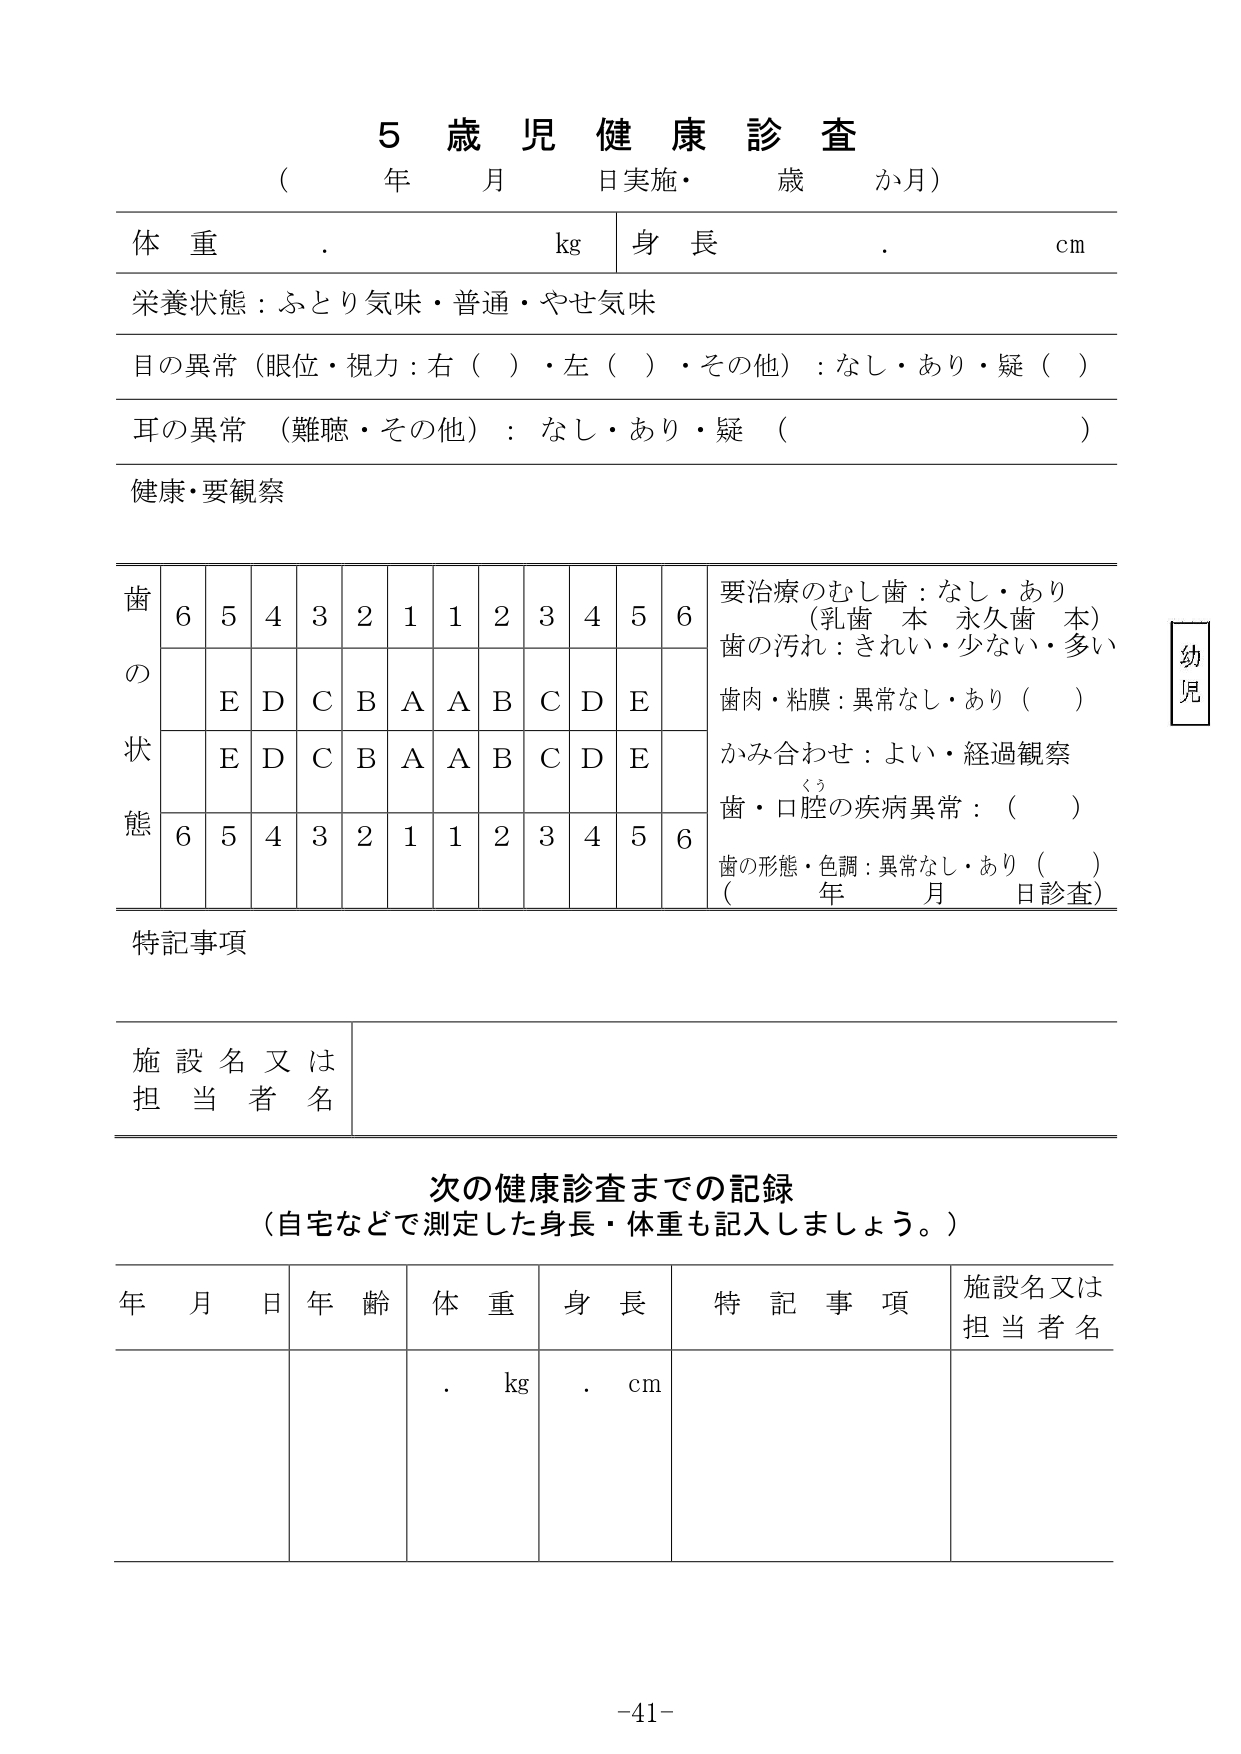 ５歳児健康診査
（　　年　　月　　日実施・　　歳　　か月）
体　重　　．　　kg　身　長　　．　　cm
栄養状態：ふとり気味・普通・やせ気味
目の異常（眼位・視力：右（　）・左（　）・その他）：なし・あり・疑（　）
耳の異常　（難聴・その他）：　なし・あり・疑　（　　　　）
健康・要観察
歯の状態
６ ５ ４ ３ ２ １ １ ２ ３ ４ ５ ６
Ｅ Ｄ Ｃ Ｂ Ａ Ａ Ｂ Ｃ Ｄ Ｅ
Ｅ Ｄ Ｃ Ｂ Ａ Ａ Ｂ Ｃ Ｄ Ｅ
６ ５ ４ ３ ２ １ １ ２ ３ ４ ５ ６
要治療のむし歯：なし・あり
（乳歯　本　永久歯　本）
歯の汚れ：きれい・少ない・多い
歯肉・粘膜：異常なし・あり（　　）
かみ合わせ：よい・経過観察
くう
歯・口腔の疾病異常：（　　）
歯の形態・色調：異常なし・あり（　　）
（　　年　　月　　日診査）
幼児
特記事項
施設名又は
担当者名
次の健康診査までの記録
（自宅などで測定した身長・体重も記入しましょう。）
年　月　日　年　齢　体　重　身　長　特　記　事　項　施設名又は
担当者名
．　kg　．　cm
−41−